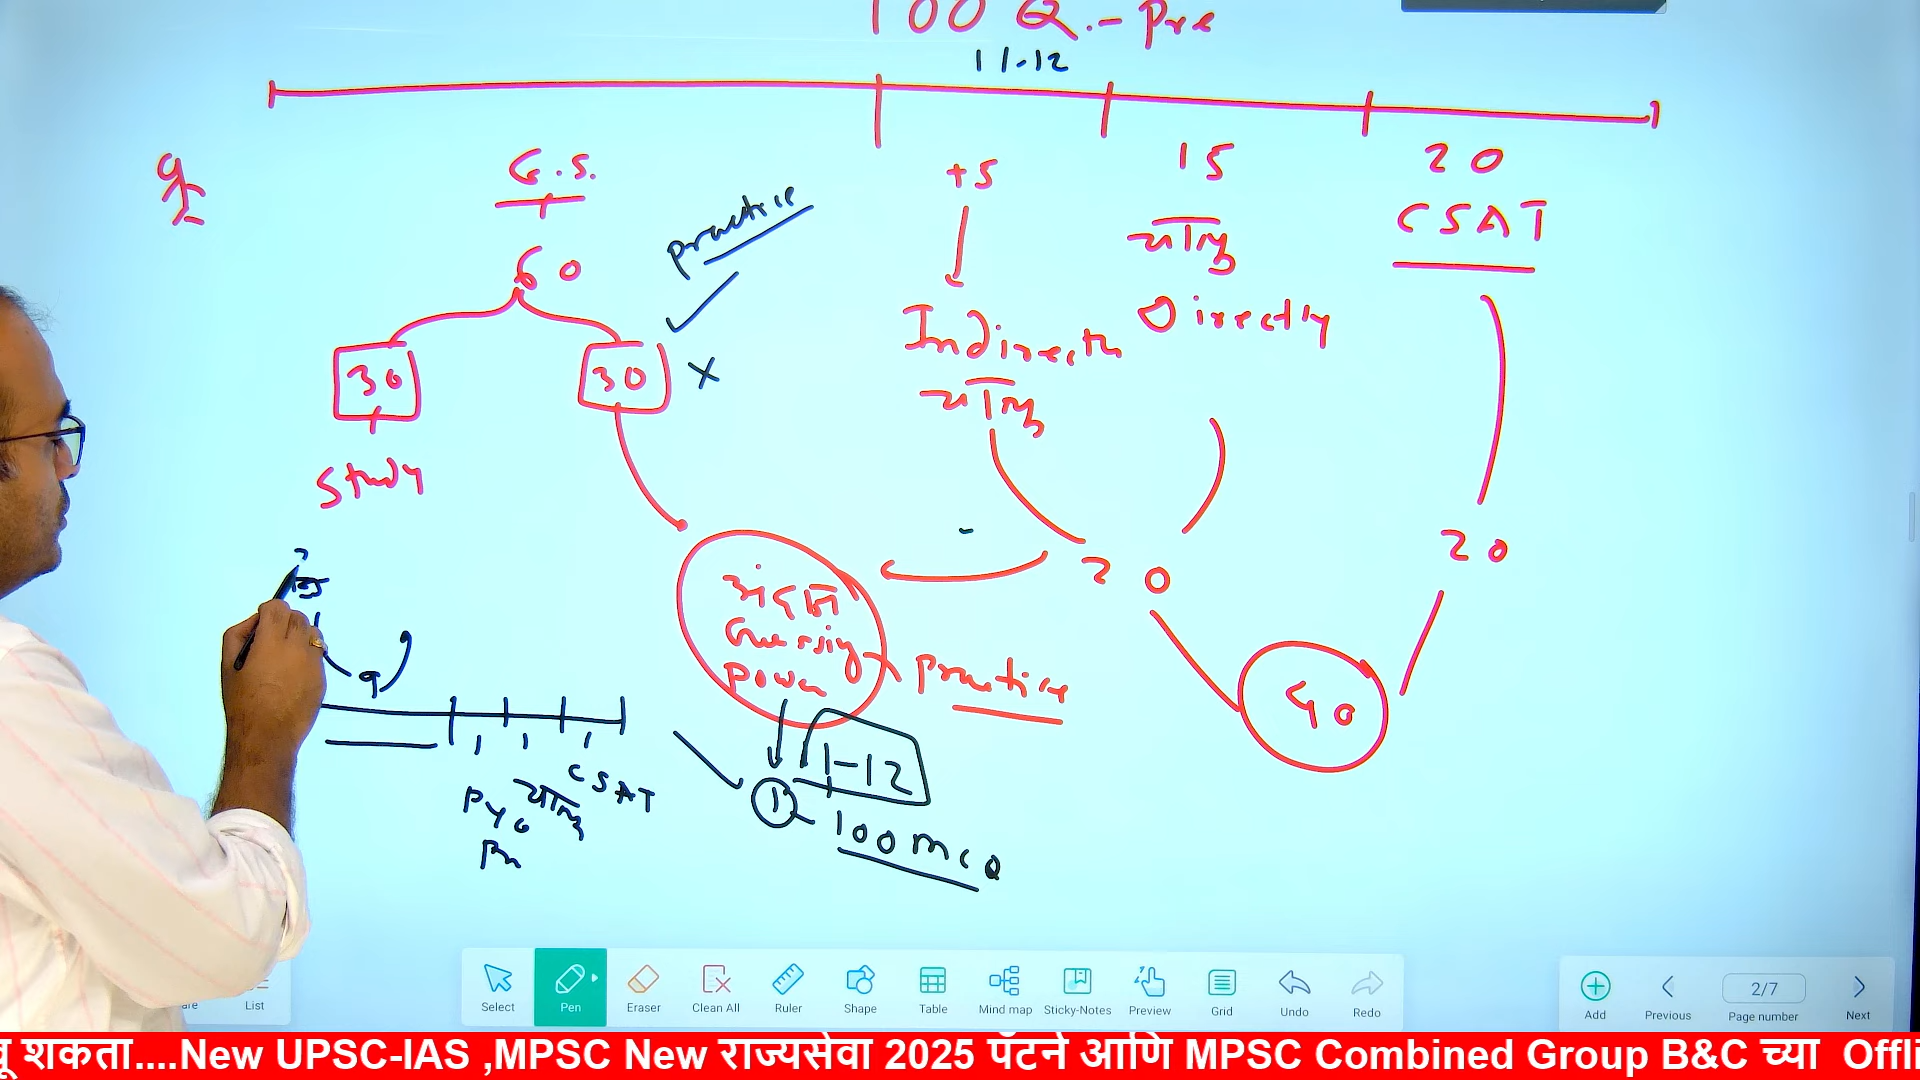 100 Q.- Pre
11-12
G.S.
+5
15
20
CSAT
practice
60
चालू
Directly
30
30 x
Indirectly
चालू
Study
20
20
अंदाजे
Guessing
Power
practice
40
1-12
1 - 100 MCQ
CSAT
चालू
PYQ
Select
Pen
Eraser
Clean All
Ruler
Shape
Table
Mind map
Sticky-Notes
Preview
Grid
Undo
Redo
List
Add
Previous
2/7
Page number
Next
शकता....New UPSC-IAS ,MPSC New राज्यसेवा 2025 पॅटर्न आणि MPSC Combined Group B&C च्या Offli